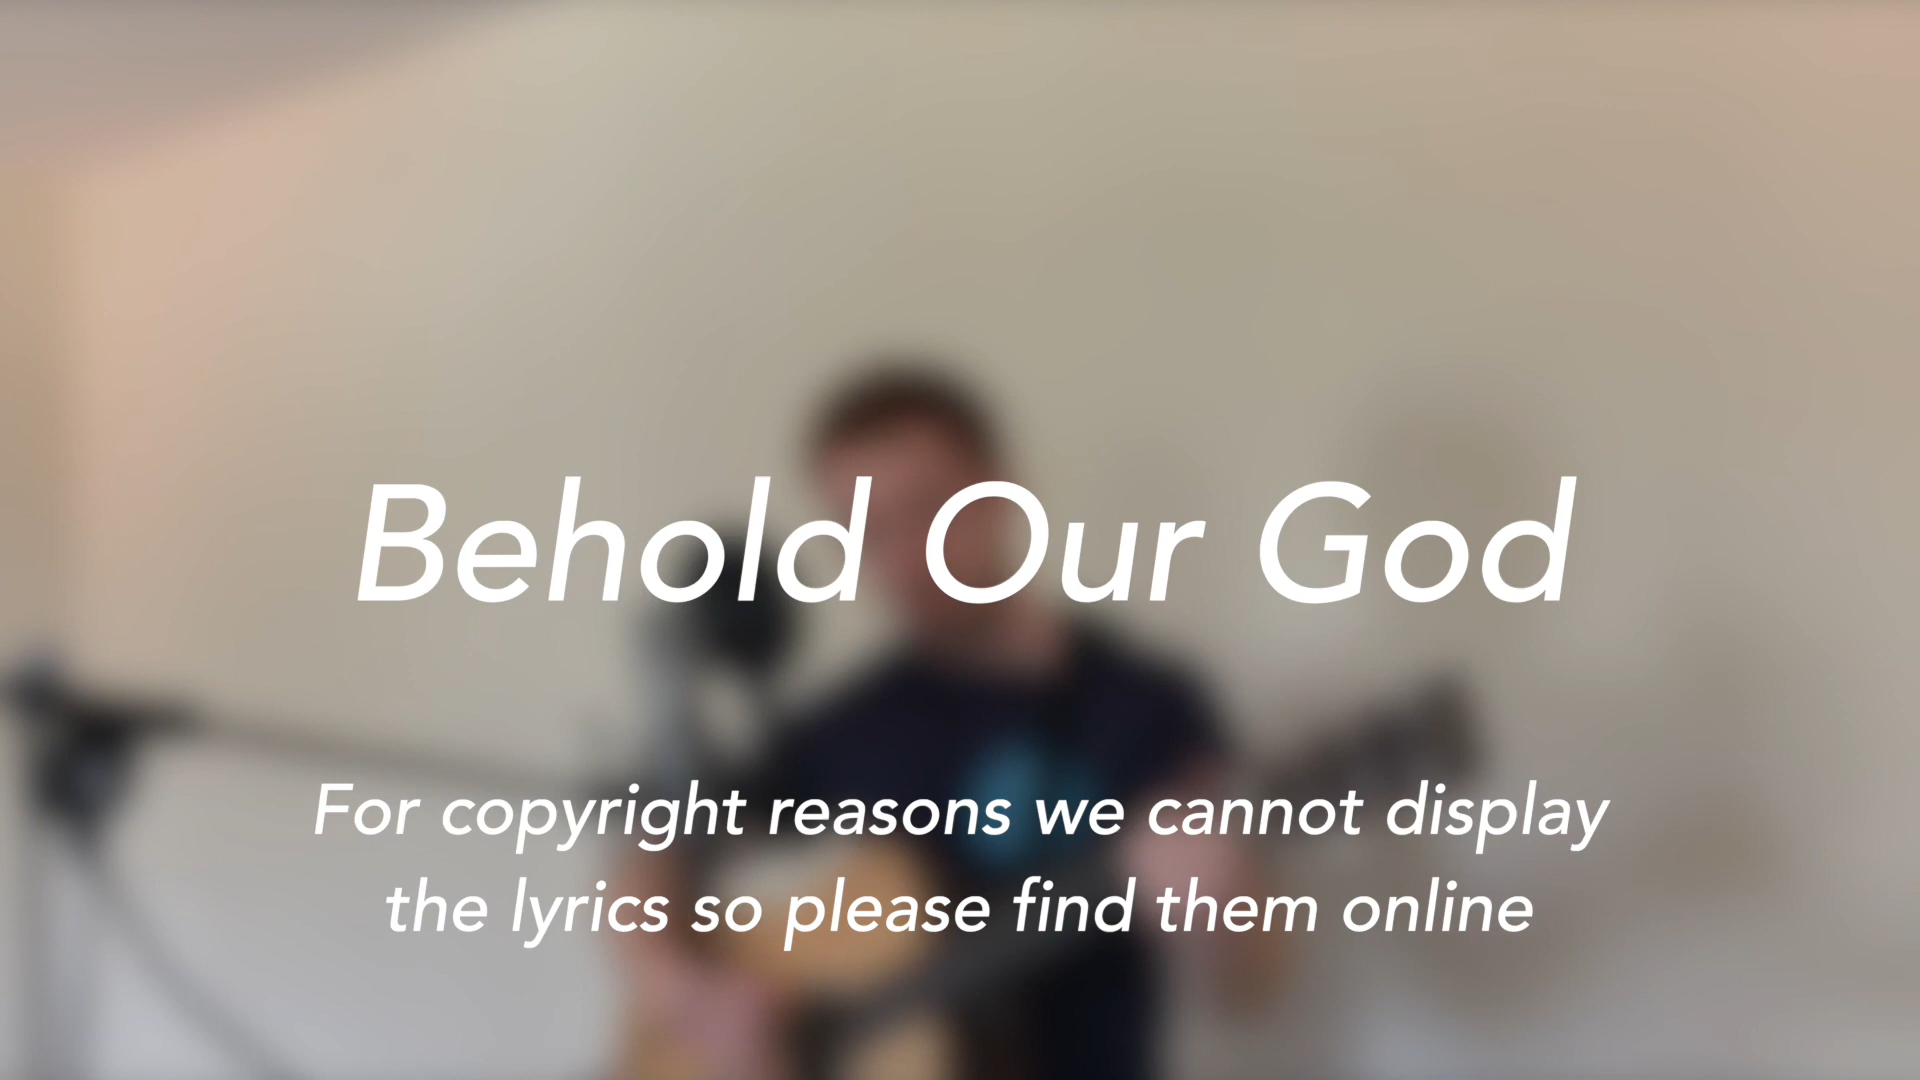 Behold Our God
For copyright reasons we cannot display
the lyrics so please find them online